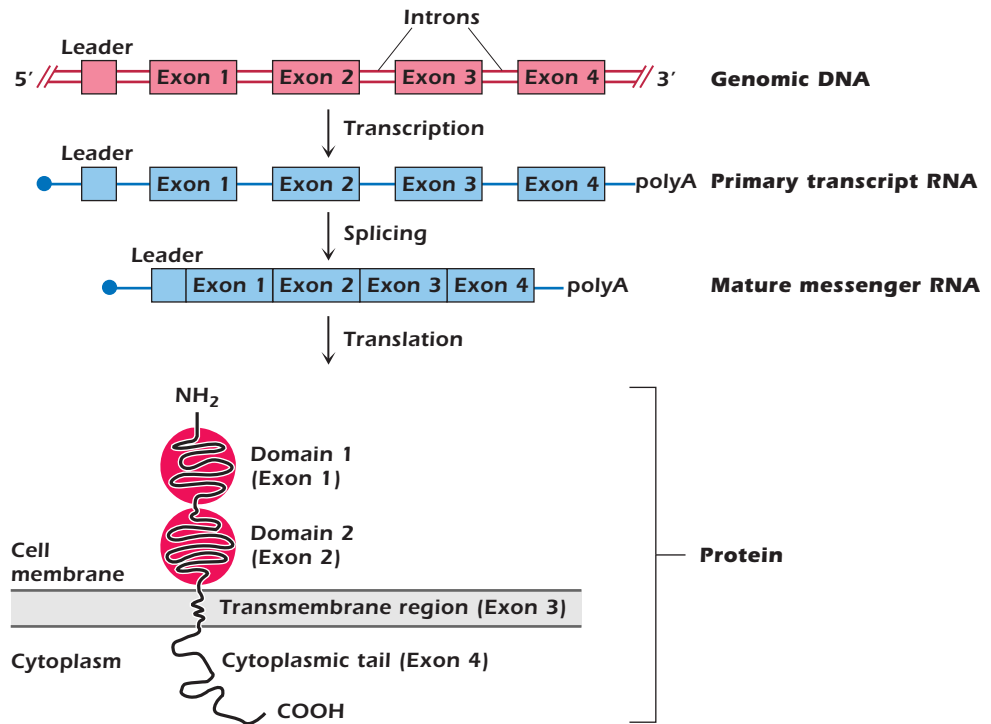 Introns
Leader
5′ Exon 1 Exon 2 Exon 3 Exon 4 3′ Genomic DNA
Transcription
Leader
Exon 1 Exon 2 Exon 3 Exon 4 polyA Primary transcript RNA
Splicing
Leader
Exon 1 Exon 2 Exon 3 Exon 4 polyA Mature messenger RNA
Translation
NH₂
Domain 1
(Exon 1)
Domain 2
(Exon 2)
Protein
Cell
membrane
Transmembrane region (Exon 3)
Cytoplasm
Cytoplasmic tail (Exon 4)
COOH